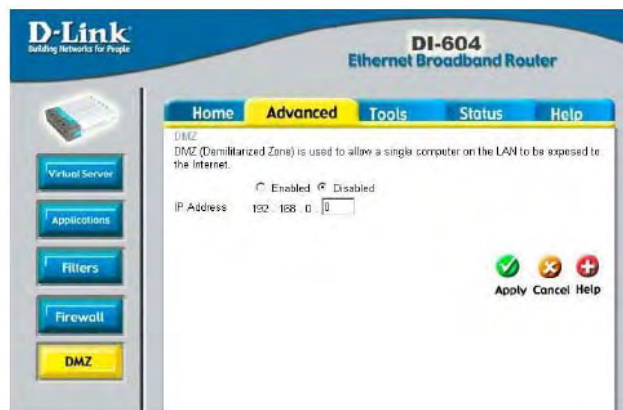 D-Link
Building Networks for People
DI-604
Ethernet Broadband Router
Home Advanced Tools Status Help
DMZ
DMZ (Demilitarized Zone) is used to allow a single computer on the LAN to be exposed to
the Internet.
Enabled Disabled
IP Address 192 . 168 . 0 . 0
Apply Cancel Help
Virtual Server
Applications
Filters
Firewall
DMZ